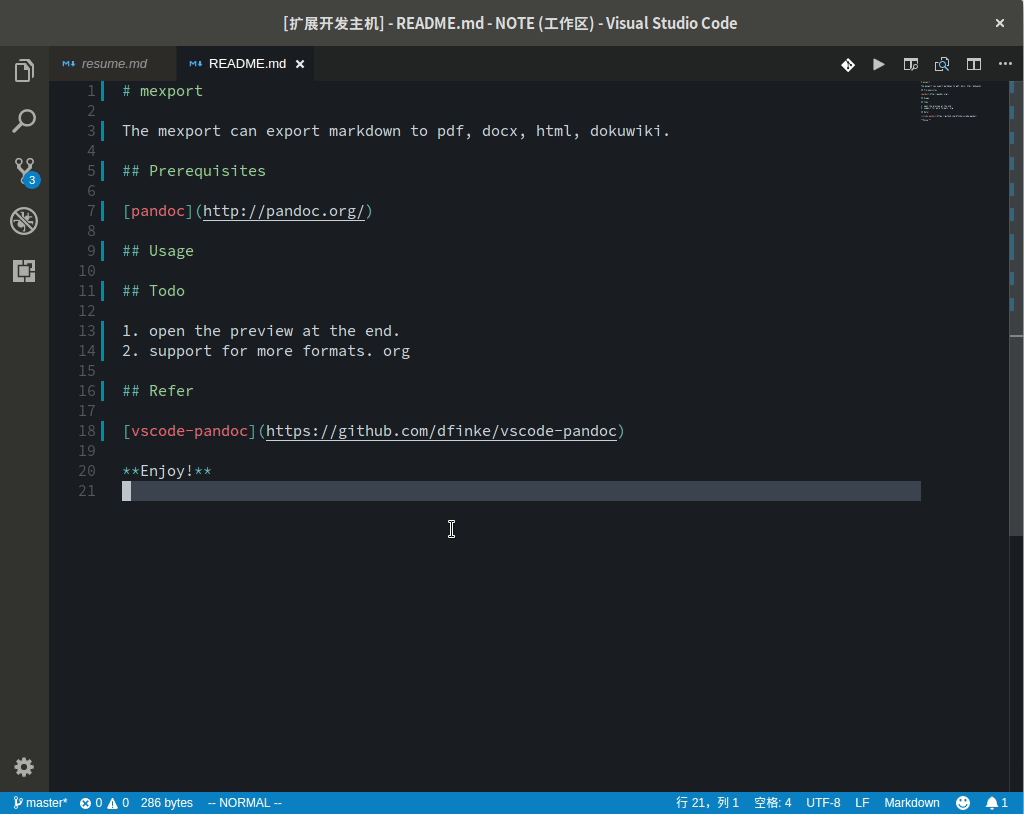 [扩展开发主机] - README.md - NOTE (工作区) - Visual Studio Code
resume.md README.md
1 # mexport
2
3 The mexport can export markdown to pdf, docx, html, dokuwiki.
4
5 ## Prerequisites
6
7 [pandoc](http://pandoc.org/)
8
9 ## Usage
10
11 ## Todo
12
13 1. open the preview at the end.
14 2. support for more formats. org
15
16 ## Refer
17
18 [vscode-pandoc](https://github.com/dfinke/vscode-pandoc)
19
20 **Enjoy!**
21
3
master* 0 0 286 bytes -- NORMAL -- 行 21，列 1 空格: 4 UTF-8 LF Markdown 1